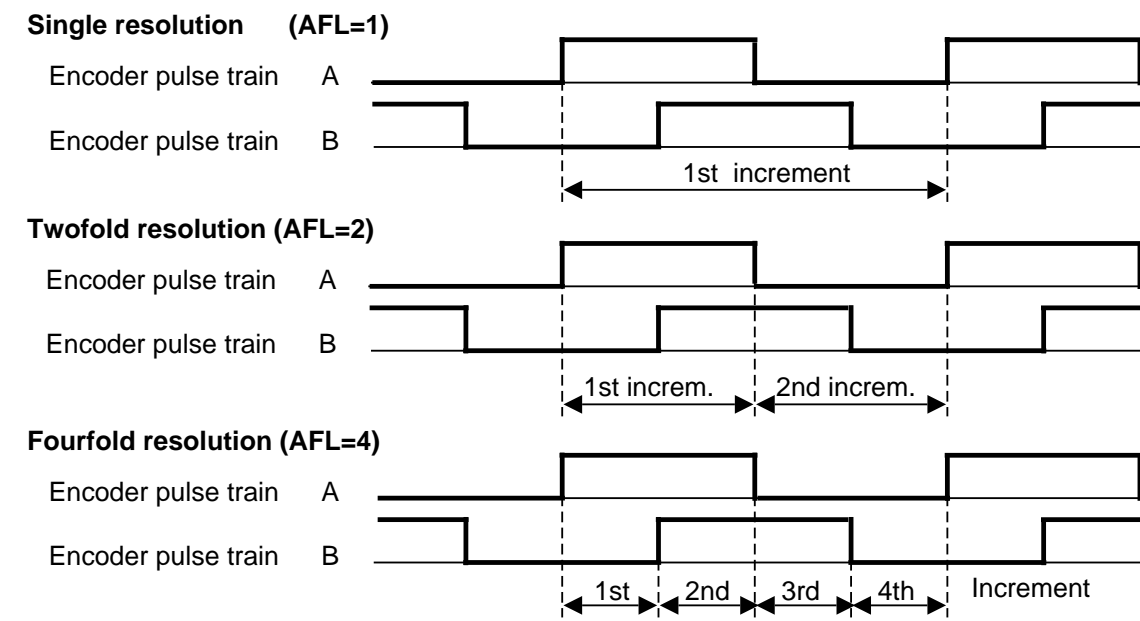 Single resolution (AFL=1)
Encoder pulse train A
Encoder pulse train B
1st increment
Twofold resolution (AFL=2)
Encoder pulse train A
Encoder pulse train B
1st increm. 2nd increm.
Fourfold resolution (AFL=4)
Encoder pulse train A
Encoder pulse train B
1st 2nd 3rd 4th Increment